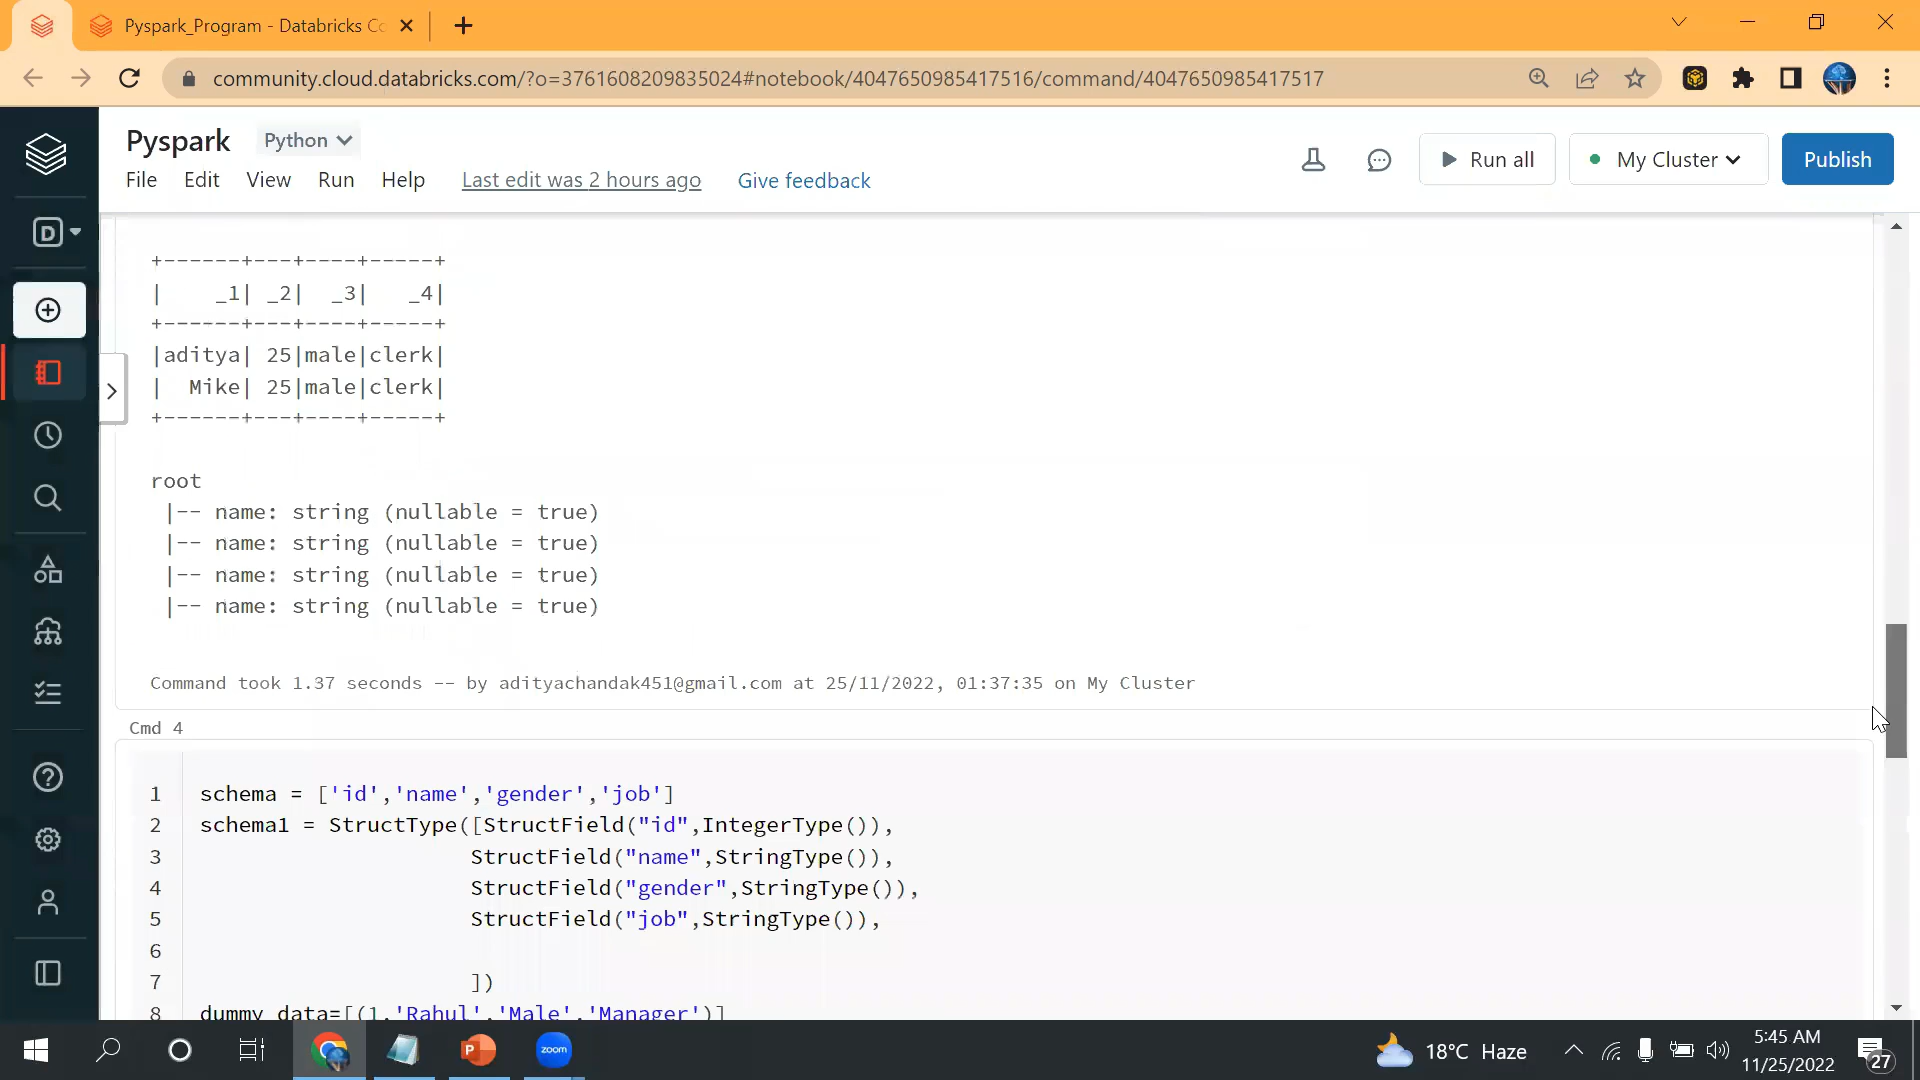 Pyspark_Program - Databricks Co
community.cloud.databricks.com/?o=3761608209835024#notebook/4047650985417516/command/4047650985417517
Pyspark Python
File Edit View Run Help Last edit was 2 hours ago Give feedback
Run all My Cluster Publish
D
+------+---+----+-----+
|    _1| _2|  _3|   _4|
+------+---+----+-----+
|aditya| 25|male|clerk|
|  Mike| 25|male|clerk|
+------+---+----+-----+
root
|-- name: string (nullable = true)
|-- name: string (nullable = true)
|-- name: string (nullable = true)
|-- name: string (nullable = true)
Command took 1.37 seconds -- by adityachandak451@gmail.com at 25/11/2022, 01:37:35 on My Cluster
Cmd 4
1 schema = ['id','name','gender','job']
2 schema1 = StructType([StructField("id",IntegerType()),
3 StructField("name",StringType()),
4 StructField("gender",StringType()),
5 StructField("job",StringType()),
6
7 ])
8 dummy_data=[(1,'Rahul','Male','Manager')]
P
zoom
18°C Haze
5:45 AM
11/25/2022
27